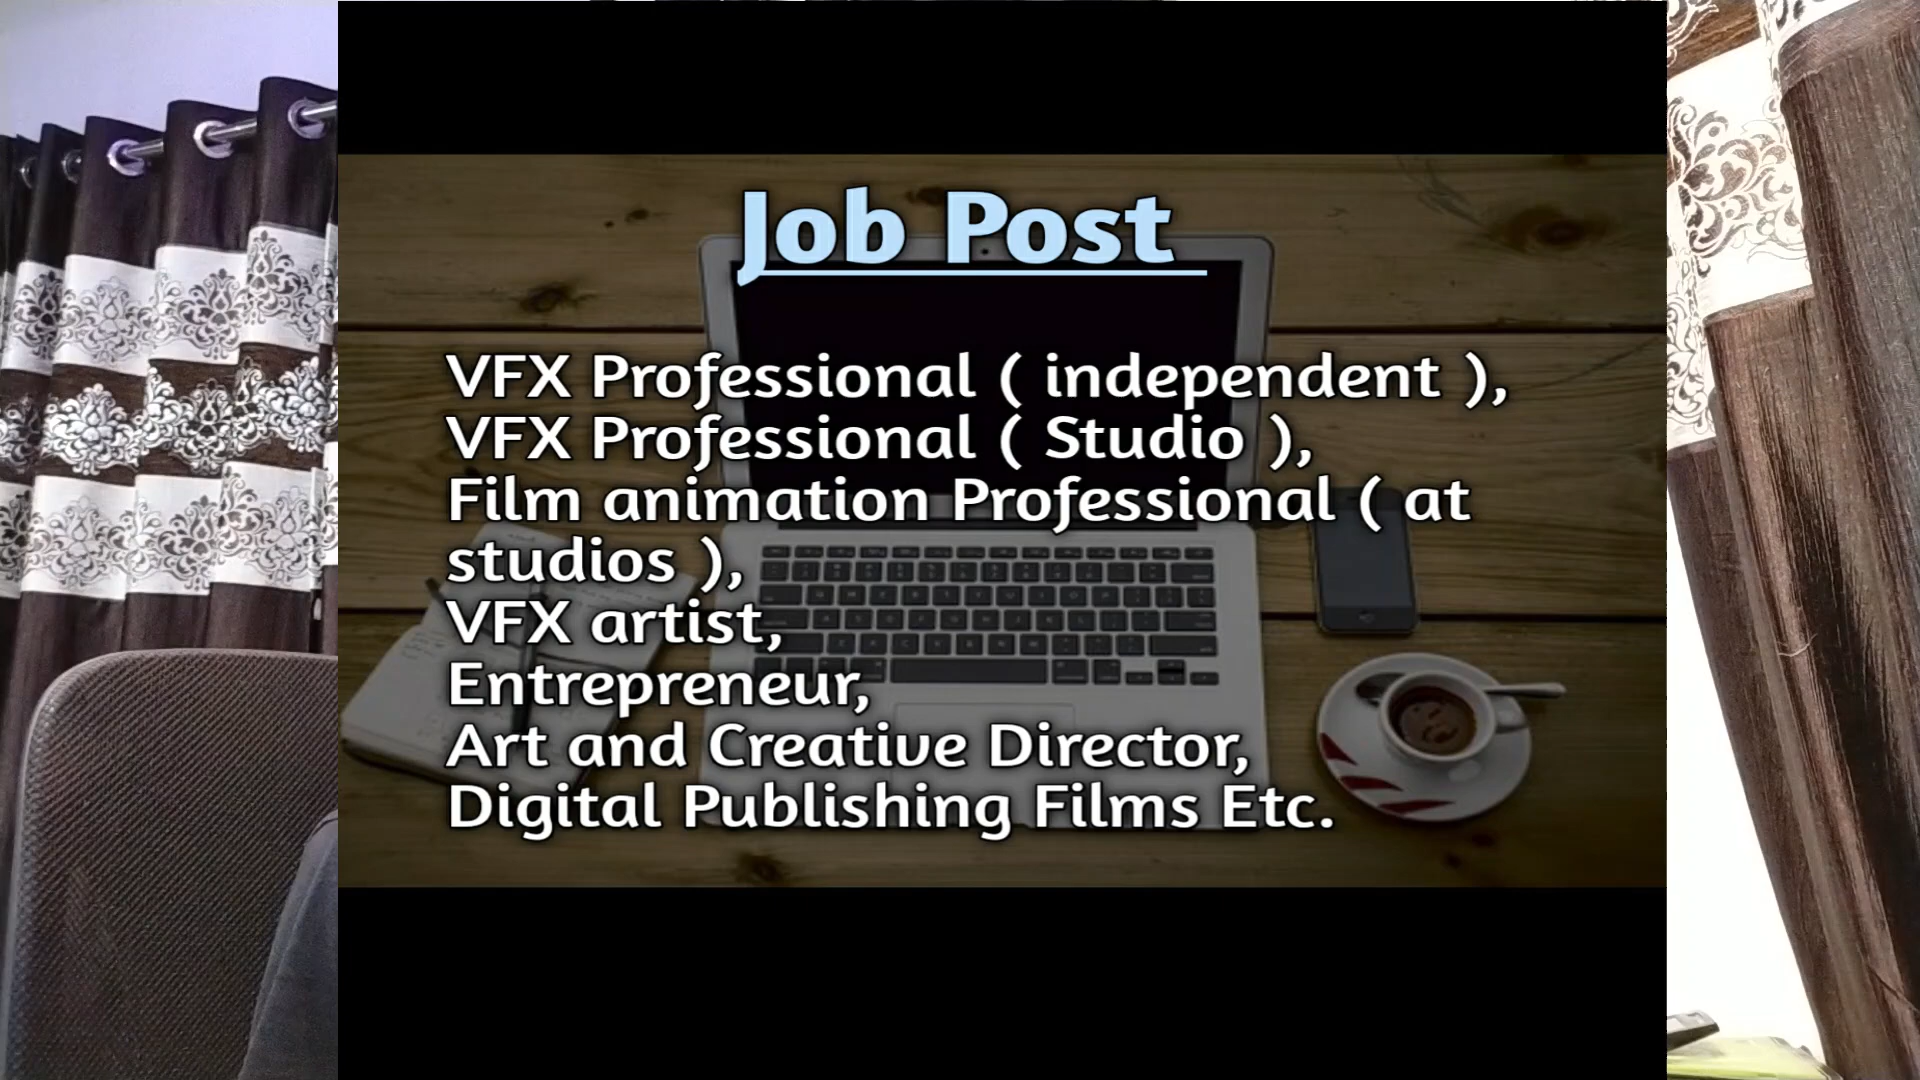 Job Post
VFX Professional ( independent ),
VFX Professional ( Studio ),
Film animation Professional ( at
studios ),
VFX artist,
Entrepreneur,
Art and Creative Director,
Digital Publishing Films Etc.